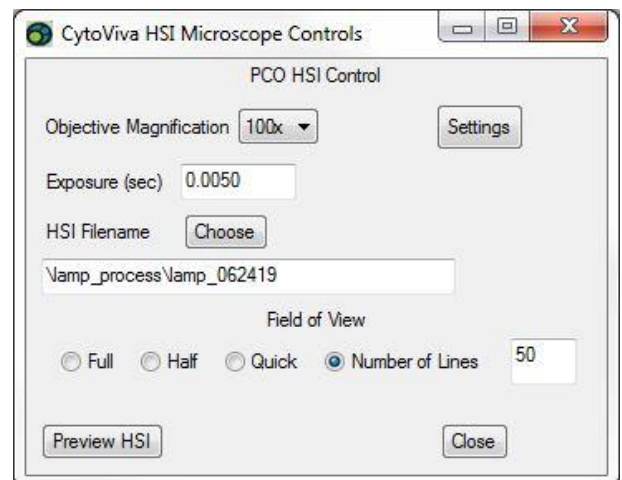 CytoViva HSI Microscope Controls
PCO HSI Control
Objective Magnification 100x Settings
Exposure (sec) 0.0050
HSI Filename Choose
\lamp_process\lamp_062419
Field of View
Full Half Quick Number of Lines 50
Preview HSI Close